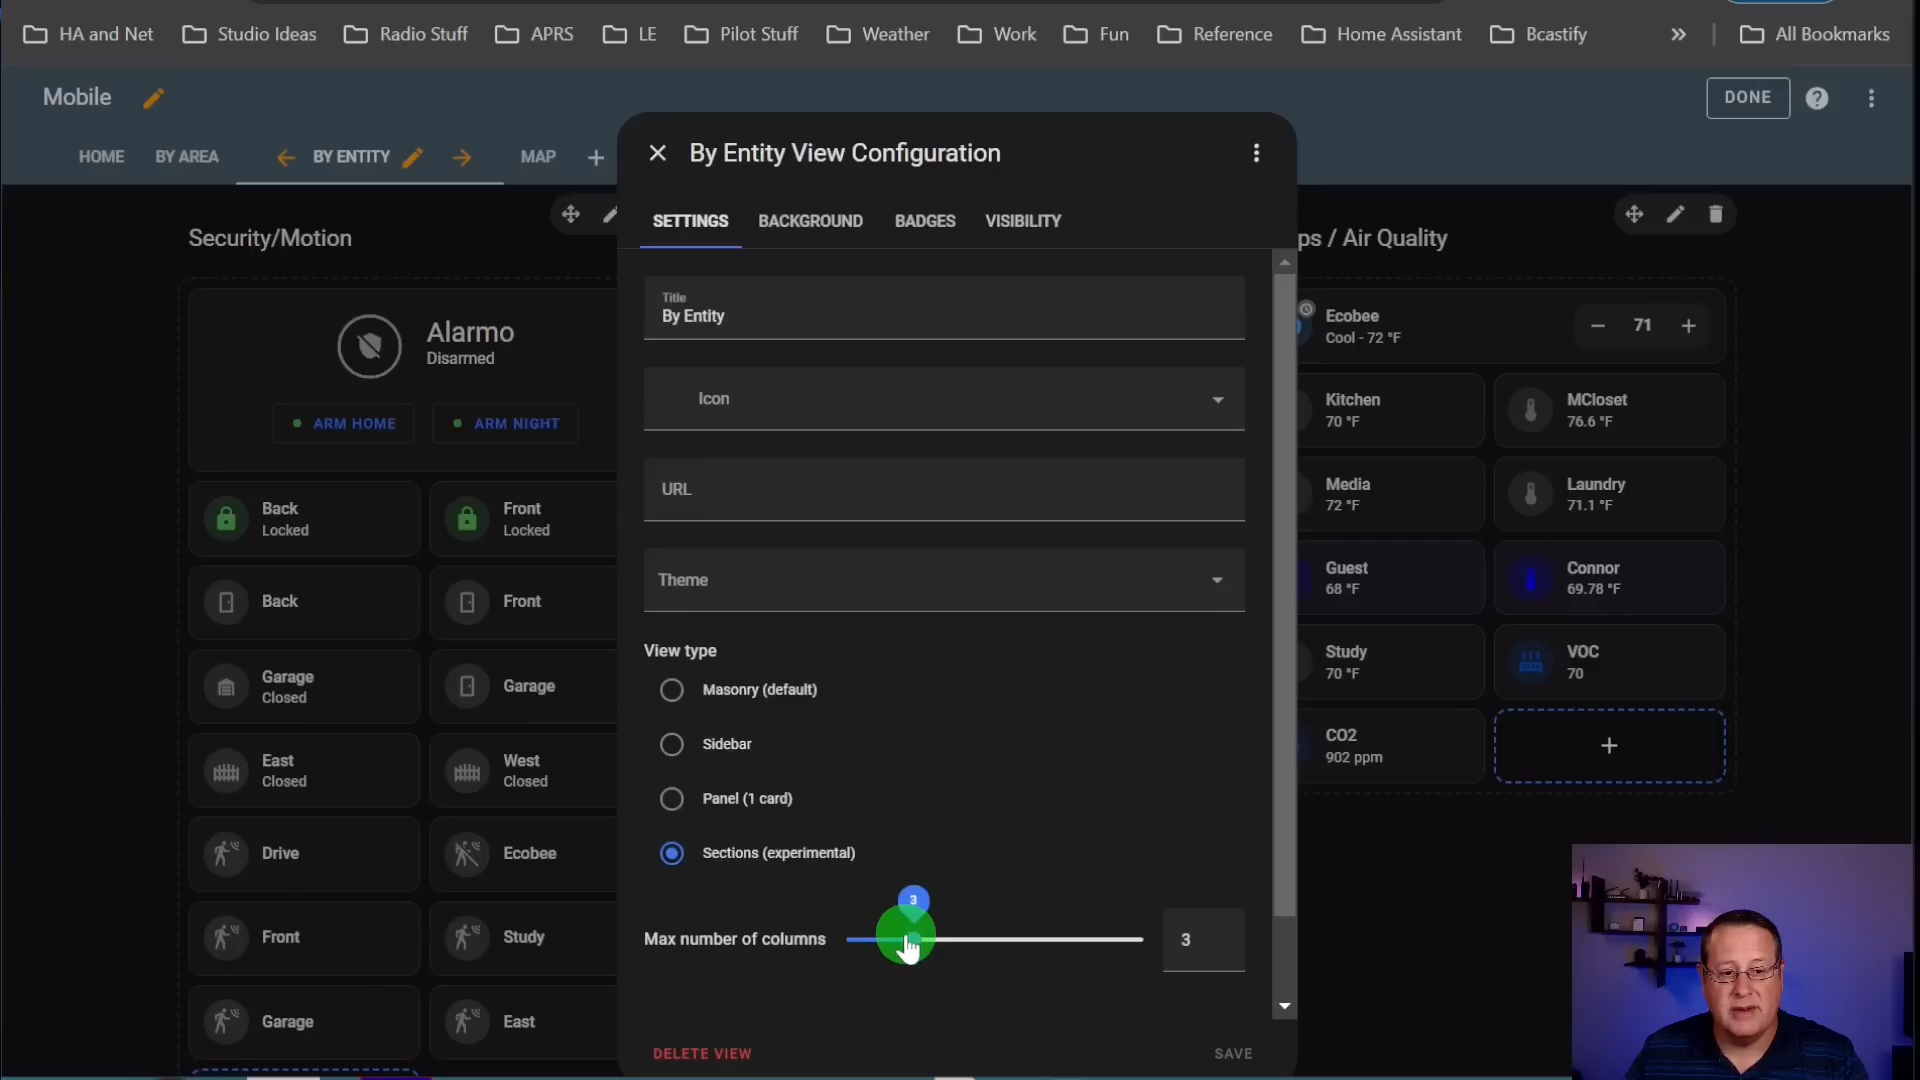 HA and Net
Studio Ideas
Radio Stuff
APRS
LE
Pilot Stuff
Weather
Work
Fun
Reference
Home Assistant
Bcastify
»
All Bookmarks
Mobile
DONE
HOME
BY AREA
BY ENTITY
MAP
+
By Entity View Configuration
SETTINGS
BACKGROUND
BADGES
VISIBILITY
Title
By Entity
Icon
URL
Theme
View type
Masonry (default)
Sidebar
Panel (1 card)
Sections (experimental)
3
Max number of columns
3
DELETE VIEW
SAVE
Security/Motion
Alarmo
Disarmed
ARM HOME
ARM NIGHT
Back
Locked
Front
Locked
Back
Front
Garage
Closed
Garage
East
Closed
West
Closed
Drive
Ecobee
Front
Study
Garage
East
ps / Air Quality
Ecobee
Cool - 72 °F
− 71 +
Kitchen
70 °F
MCloset
76.6 °F
Media
72 °F
Laundry
71.1 °F
Guest
68 °F
Connor
69.78 °F
Study
70 °F
VOC
70
CO2
902 ppm
+